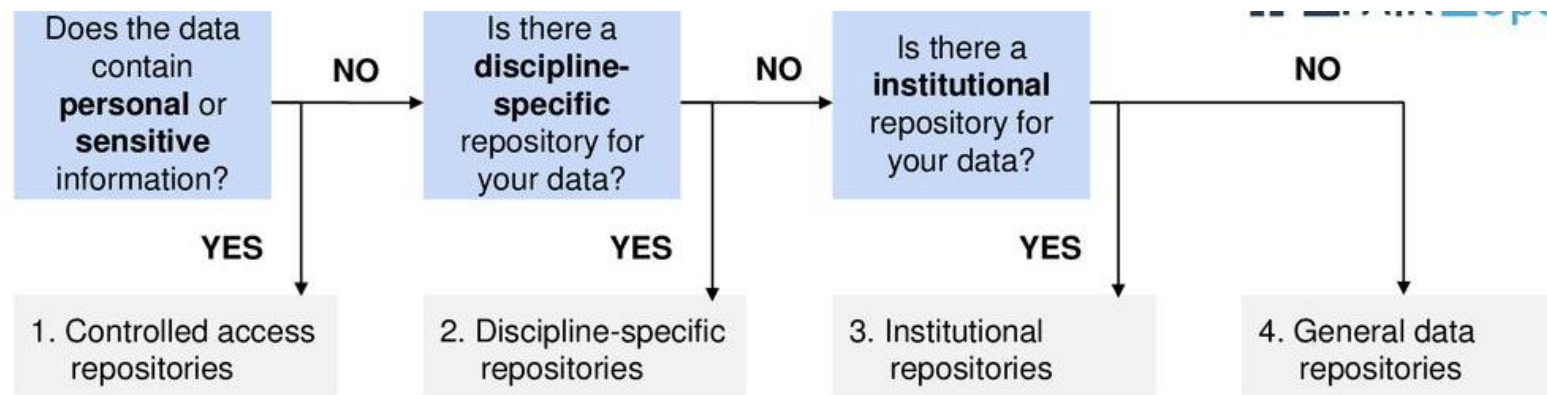 Does the data
contain
personal or
sensitive
information?
NO
Is there a
discipline-
specific
repository for
your data?
NO
Is there a
institutional
repository for
your data?
NO
YES
YES
YES
1. Controlled access
repositories
2. Discipline-specific
repositories
3. Institutional
repositories
4. General data
repositories